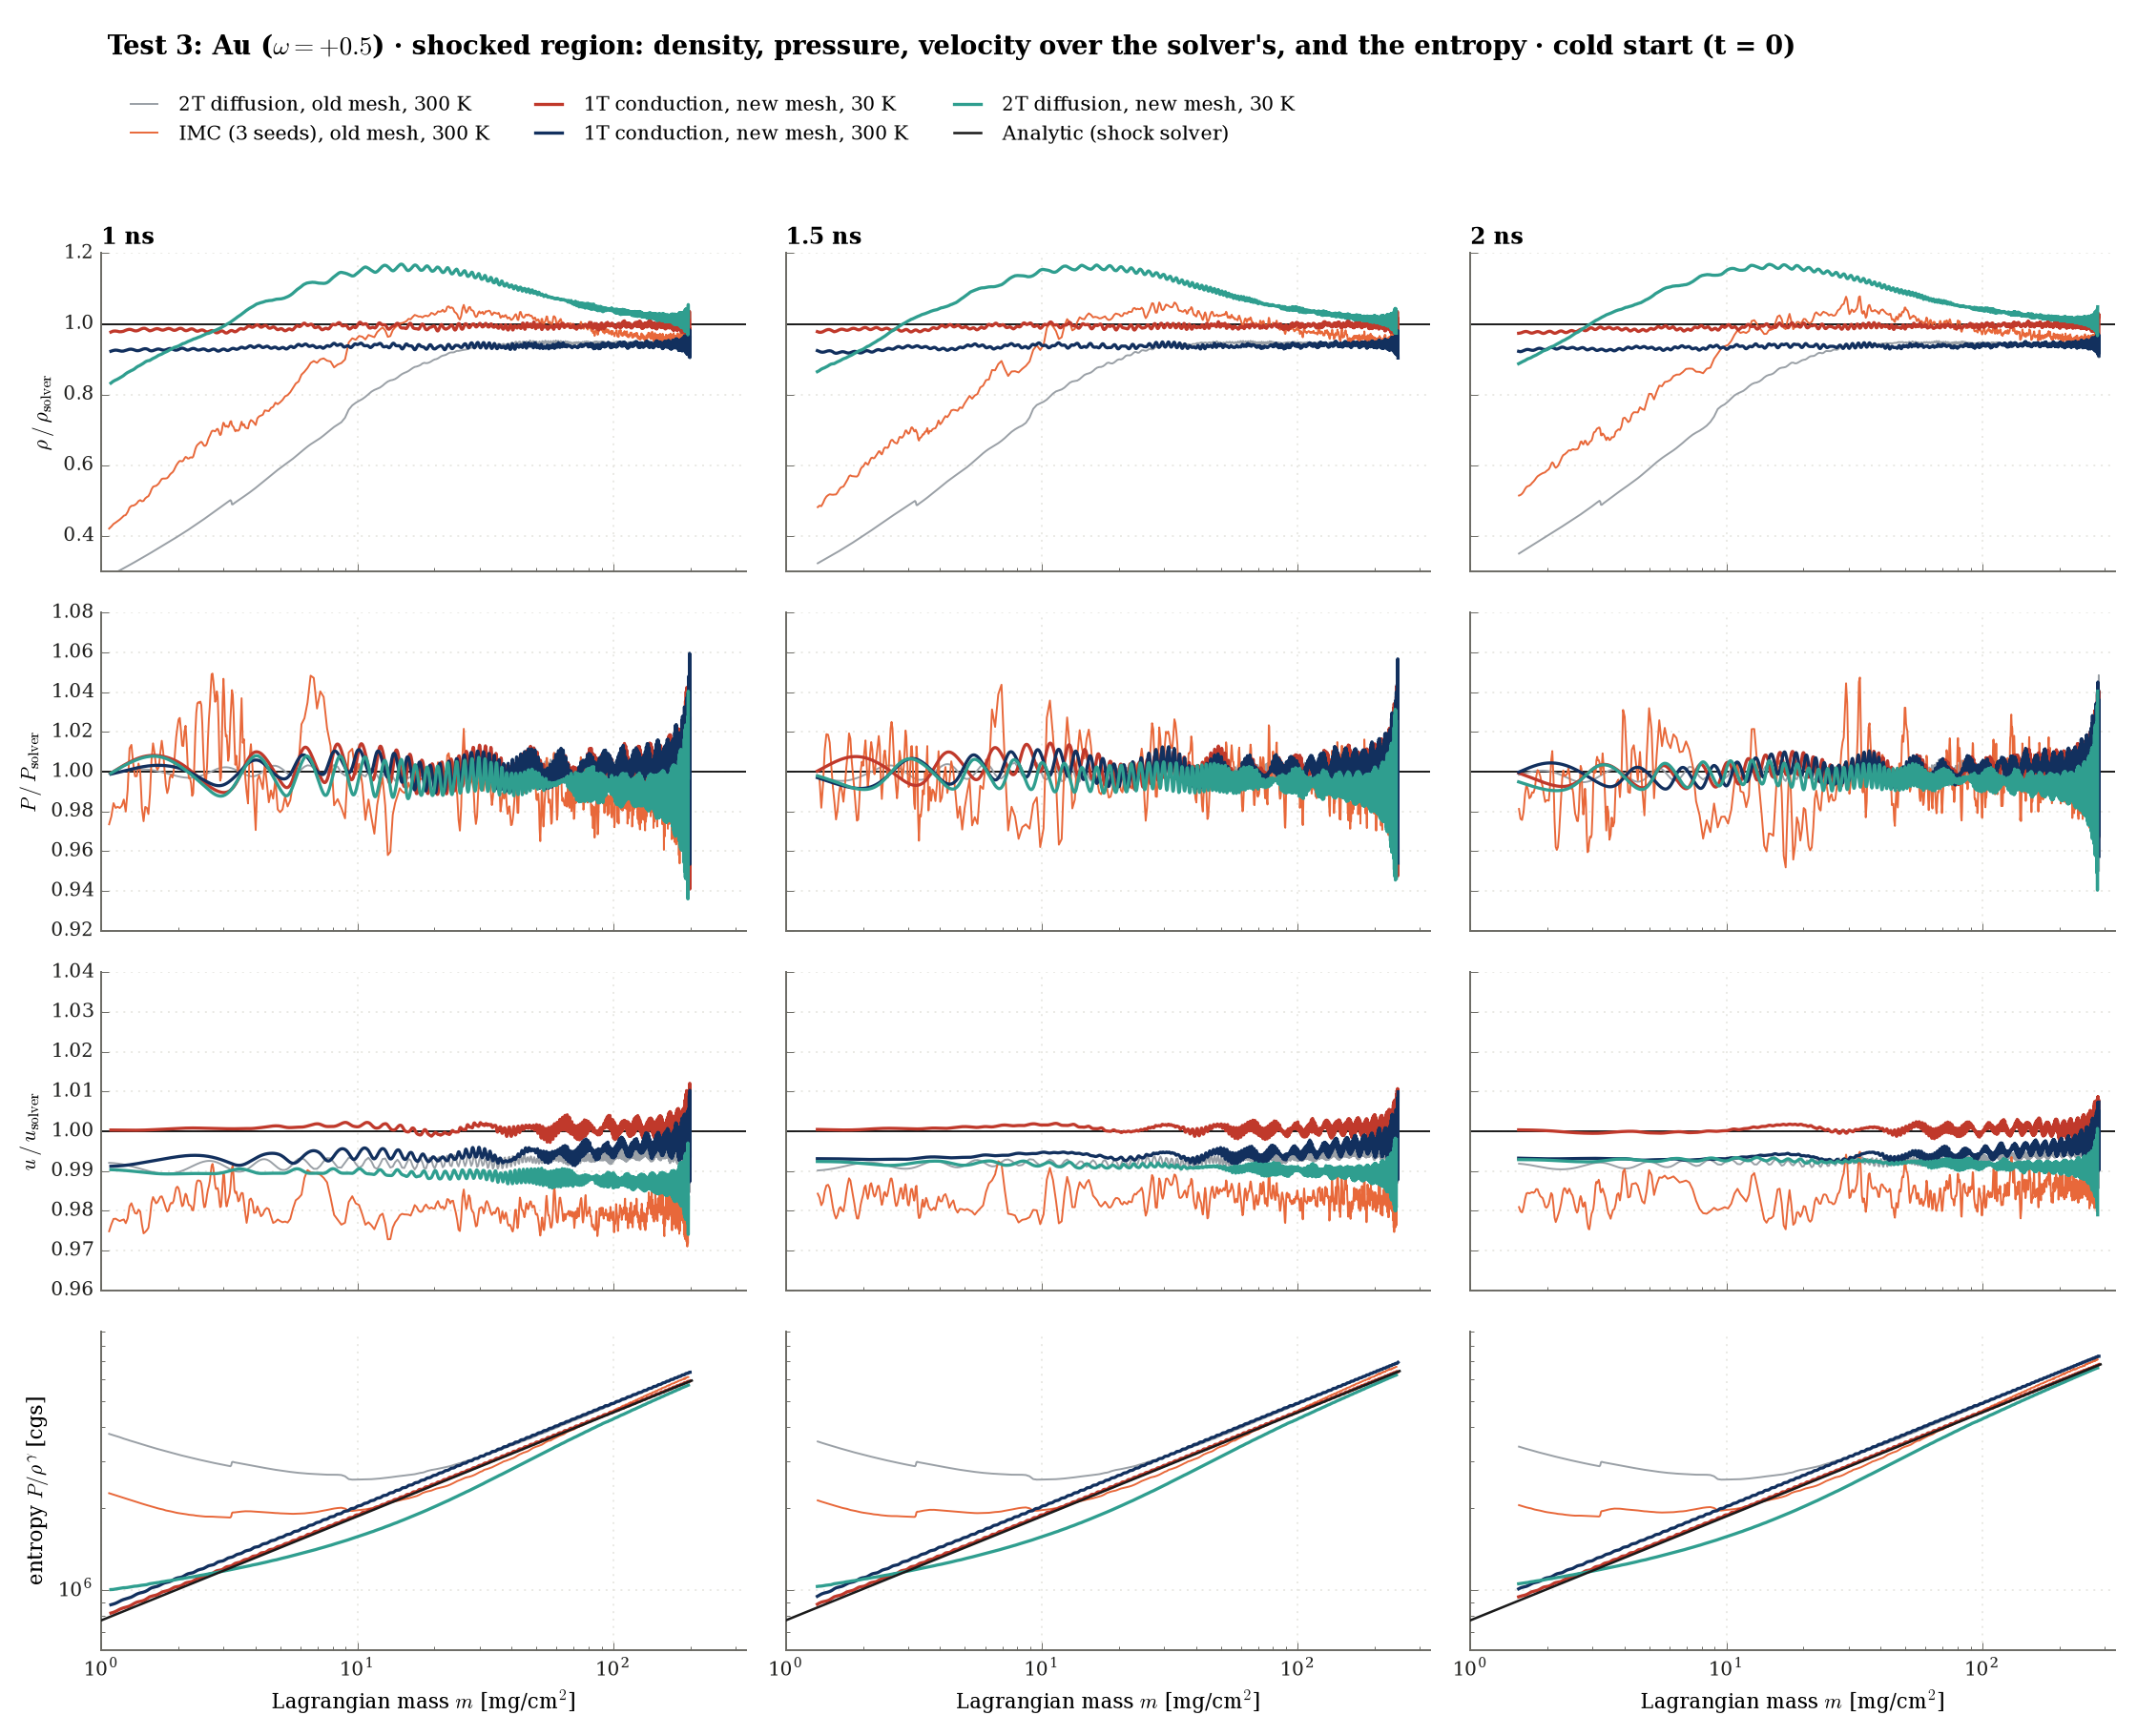 Test 3: Au (ω = +0.5) · shocked region: density, pressure, velocity over the solver's, and the entropy · cold start (t = 0)
2T diffusion, old mesh, 300 K
IMC (3 seeds), old mesh, 300 K
1T conduction, new mesh, 30 K
1T conduction, new mesh, 300 K
2T diffusion, new mesh, 30 K
Analytic (shock solver)
1 ns
1.5 ns
2 ns
ρ / ρsolver
1.2
1.0
0.8
0.6
0.4
P / Psolver
1.08
1.06
1.04
1.02
1.00
0.98
0.96
0.94
0.92
u / usolver
1.04
1.03
1.02
1.01
1.00
0.99
0.98
0.97
0.96
entropy P/ρ^γ [cgs]
10^6
10^0 10^1 10^2
10^0 10^1 10^2
10^0 10^1 10^2
Lagrangian mass m [mg/cm²]
Lagrangian mass m [mg/cm²]
Lagrangian mass m [mg/cm²]